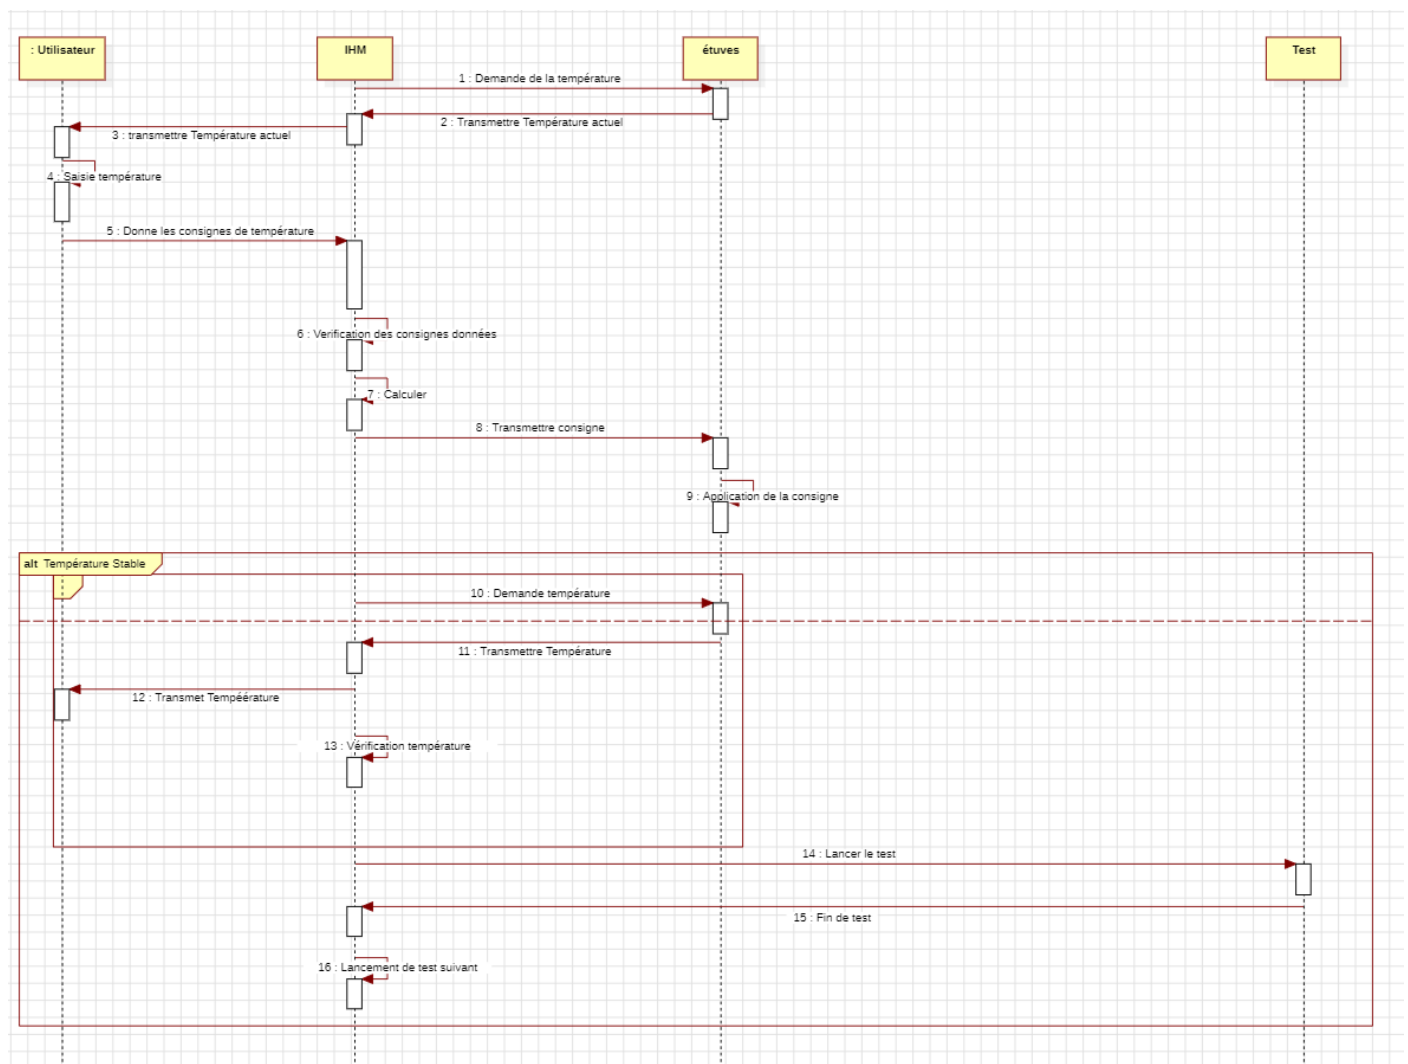 : Utilisateur
IHM
étuves
Test
1 : Demande de la température
2 : Transmettre Température actuel
3 : transmettre Température actuel
4 : Saisie température
5 : Donne les consignes de température
6 : Verification des consignes données
7 : Calculer
8 : Transmettre consigne
9 : Application de la consigne
alt Température Stable
10 : Demande température
11 : Transmettre Température
12 : Transmet Tempéérature
13 : Vérification température
14 : Lancer le test
15 : Fin de test
16 : Lancement de test suivant